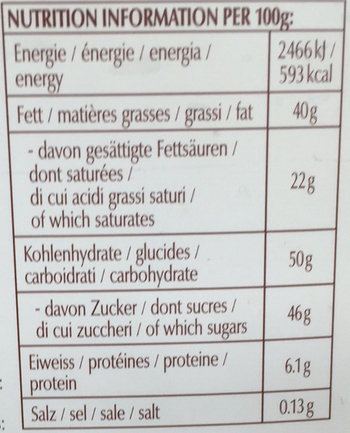 NUTRITION INFORMATION PER 100g:
Energie / énergie / energia /
energy
2466 kJ /
593 kcal
Fett / matières grasses / grassi / fat
40g
- davon gesättigte Fettsäuren /
dont saturées /
di cui acidi grassi saturi /
of which saturates
22g
Kohlenhydrate / glucides /
carboidrati / carbohydrate
50g
- davon Zucker / dont sucres /
di cui zuccheri / of which sugars
46g
Eiweiss / protéines / proteine /
protein
6.1g
Salz / sel / sale / salt
0.13g